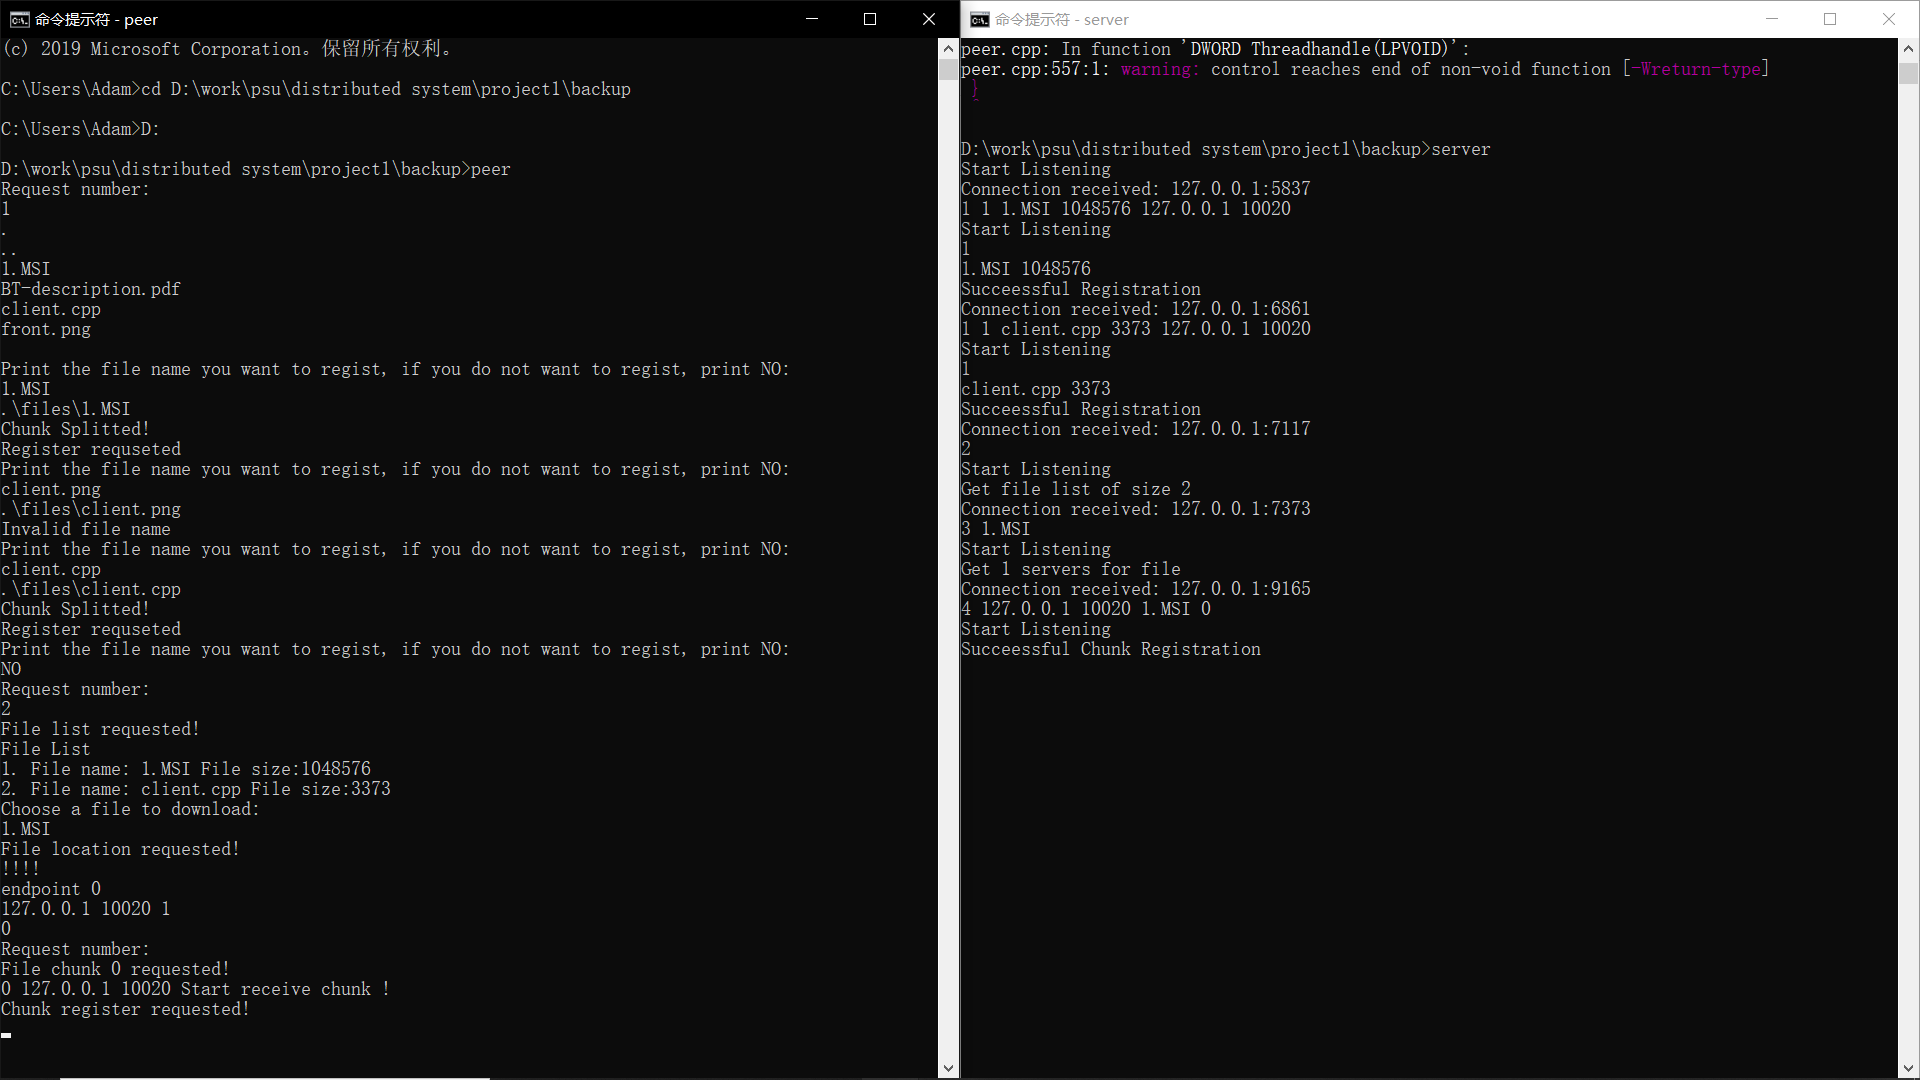 命令提示符 - peer
(c) 2019 Microsoft Corporation。保留所有权利。
C:\Users\Adam>cd D:\work\psu\distributed system\project1\backup
C:\Users\Adam>D:
D:\work\psu\distributed system\project1\backup>peer
Request number:
1
.
..
1.MSI
BT-description.pdf
client.cpp
front.png
Print the file name you want to regist, if you do not want to regist, print NO:
1.MSI
.\files\1.MSI
Chunk Splitted!
Register requseted
Print the file name you want to regist, if you do not want to regist, print NO:
client.png
.\files\client.png
Invalid file name
Print the file name you want to regist, if you do not want to regist, print NO:
client.cpp
.\files\client.cpp
Chunk Splitted!
Register requseted
Print the file name you want to regist, if you do not want to regist, print NO:
NO
Request number:
2
File list requested!
File List
1. File name: 1.MSI File size:1048576
2. File name: client.cpp File size:3373
Choose a file to download:
1.MSI
File location requested!
!!!!
endpoint 0
127.0.0.1 10020 1
0
Request number:
File chunk 0 requested!
0 127.0.0.1 10020 Start receive chunk !
Chunk register requested!
命令提示符 - server
peer.cpp: In function 'DWORD Threadhandle(LPVOID)':
peer.cpp:557:1: warning: control reaches end of non-void function [-Wreturn-type]
}
^
D:\work\psu\distributed system\project1\backup>server
Start Listening
Connection received: 127.0.0.1:5837
1 1 1.MSI 1048576 127.0.0.1 10020
Start Listening
1
1.MSI 1048576
Succeessful Registration
Connection received: 127.0.0.1:6861
1 1 client.cpp 3373 127.0.0.1 10020
Start Listening
1
client.cpp 3373
Succeessful Registration
Connection received: 127.0.0.1:7117
2
Start Listening
Get file list of size 2
Connection received: 127.0.0.1:7373
3 1.MSI
Start Listening
Get 1 servers for file
Connection received: 127.0.0.1:9165
4 127.0.0.1 10020 1.MSI 0
Start Listening
Succeessful Chunk Registration